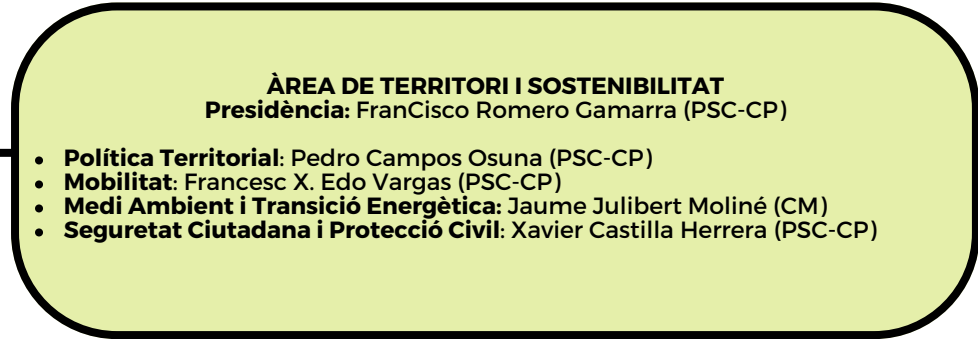 ÀREA DE TERRITORI I SOSTENIBILITAT
Presidència: FranCisco Romero Gamarra (PSC-CP)
• Política Territorial: Pedro Campos Osuna (PSC-CP)
• Mobilitat: Francesc X. Edo Vargas (PSC-CP)
• Medi Ambient i Transició Energètica: Jaume Julibert Moliné (CM)
• Seguretat Ciutadana i Protecció Civil: Xavier Castilla Herrera (PSC-CP)